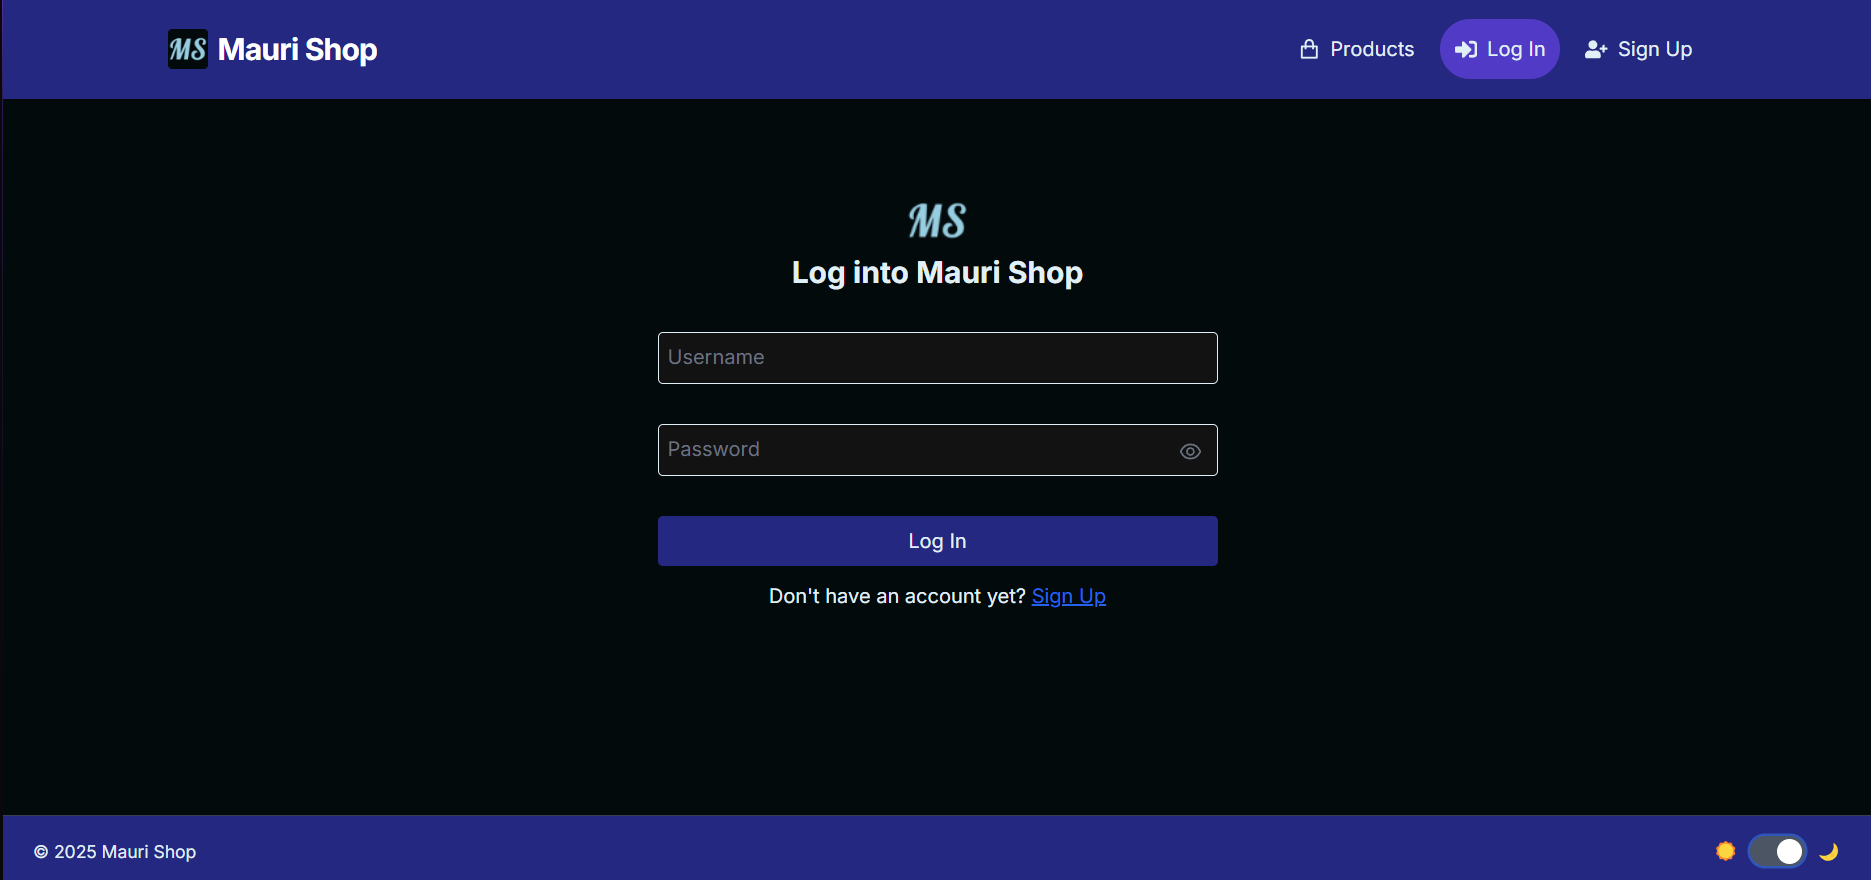 MS Mauri Shop
Products
Log In
Sign Up
MS
Log into Mauri Shop
Username
Password
Log In
Don't have an account yet? Sign Up
© 2025 Mauri Shop